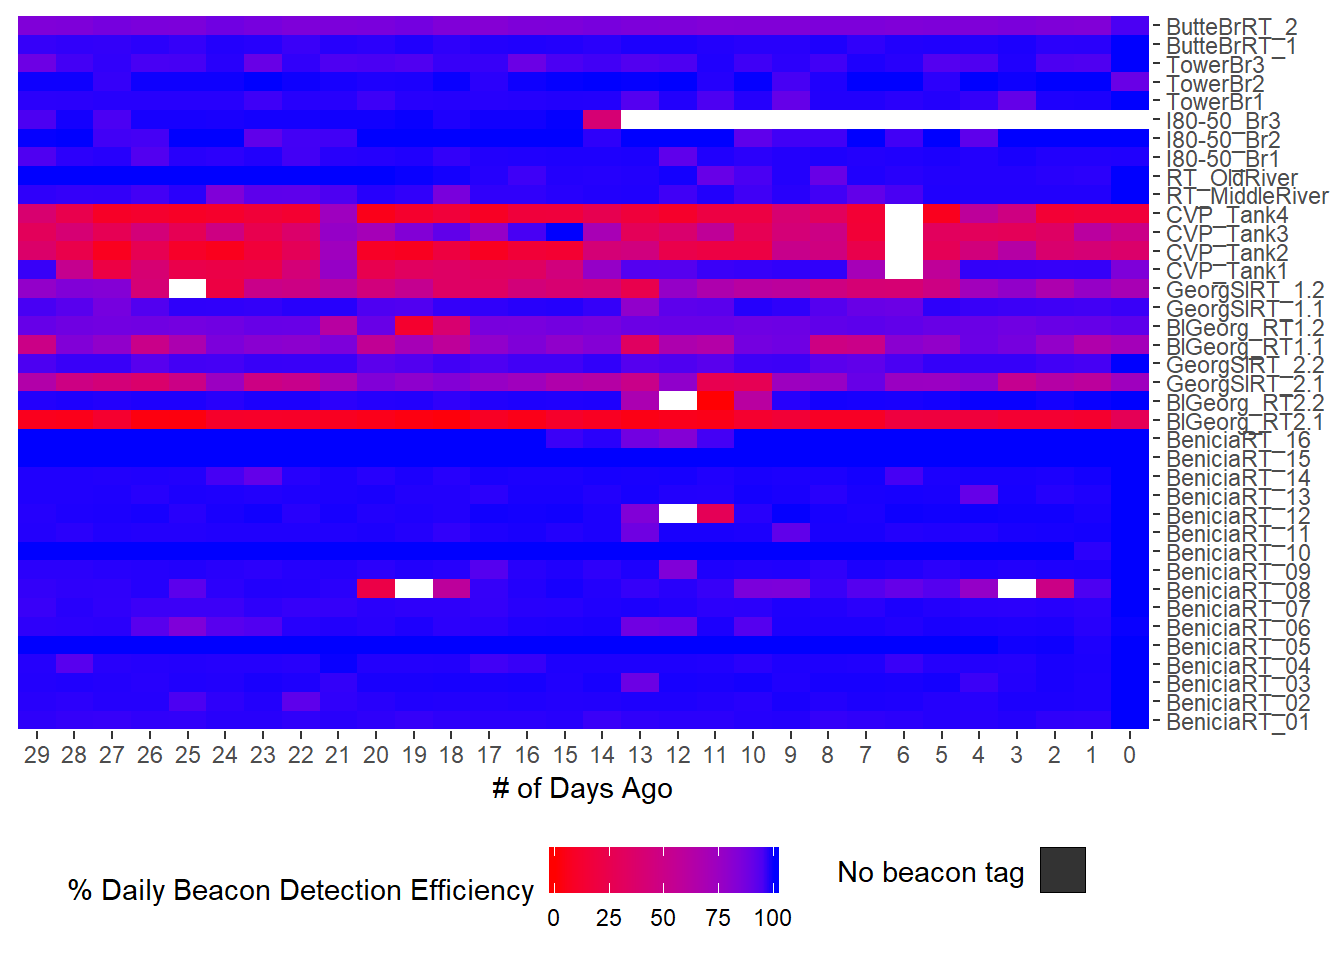 ButteBrRT_2
ButteBrRT_1
TowerBr3
TowerBr2
TowerBr1
I80-50_Br3
I80-50_Br2
I80-50_Br1
RT_OldRiver
RT_MiddleRiver
CVP_Tank4
CVP_Tank3
CVP_Tank2
CVP_Tank1
GeorgSlRT_1.2
GeorgSlRT_1.1
BlGeorg_RT1.2
BlGeorg_RT1.1
GeorgSlRT_2.2
GeorgSlRT_2.1
BlGeorg_RT2.2
BlGeorg_RT2.1
BeniciaRT_16
BeniciaRT_15
BeniciaRT_14
BeniciaRT_13
BeniciaRT_12
BeniciaRT_11
BeniciaRT_10
BeniciaRT_09
BeniciaRT_08
BeniciaRT_07
BeniciaRT_06
BeniciaRT_05
BeniciaRT_04
BeniciaRT_03
BeniciaRT_02
BeniciaRT_01
29 28 27 26 25 24 23 22 21 20 19 18 17 16 15 14 13 12 11 10 9 8 7 6 5 4 3 2 1 0
# of Days Ago
% Daily Beacon Detection Efficiency
0 25 50 75 100
No beacon tag